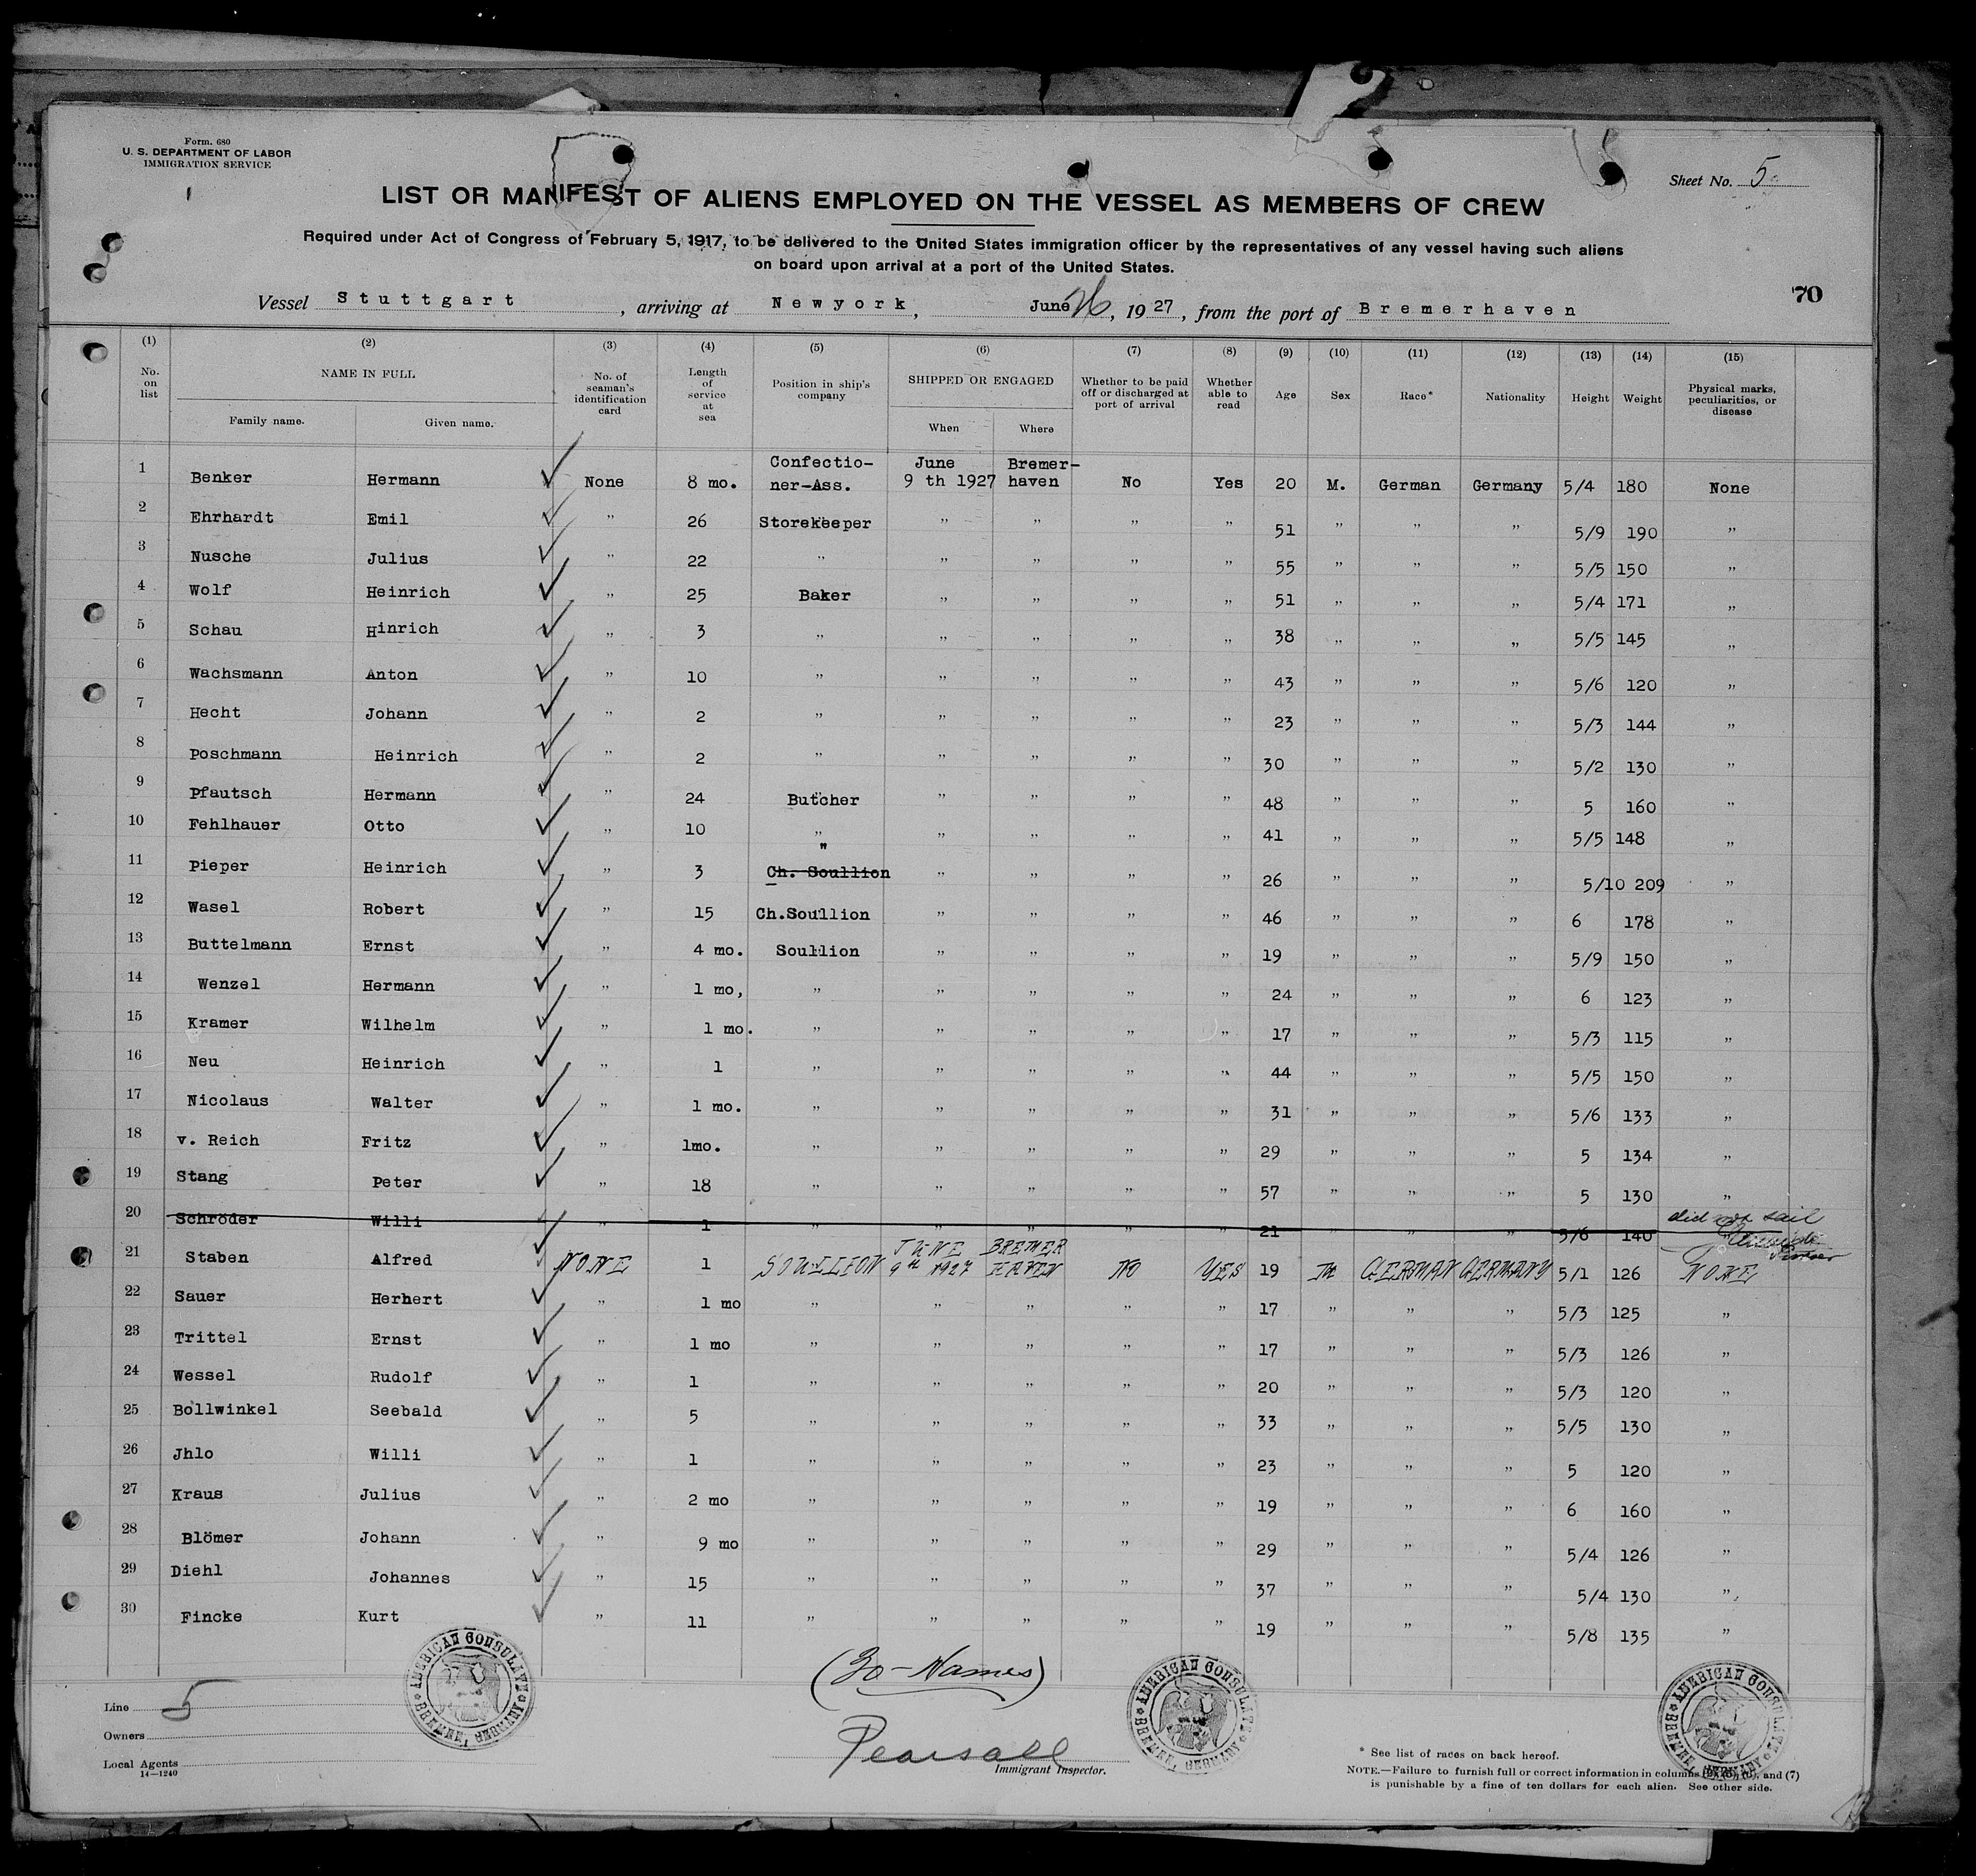 Form. 680
U. S. DEPARTMENT OF LABOR
IMMIGRATION SERVICE
Sheet No. 5
LIST OR MANIFEST OF ALIENS EMPLOYED ON THE VESSEL AS MEMBERS OF CREW
Required under Act of Congress of February 5, 1917, to be delivered to the United States immigration officer by the representatives of any vessel having such aliens
on board upon arrival at a port of the United States.
70
Vessel Stuttgart, arriving at Newyork, June 26, 1927, from the port of Bremerhaven
(1) (2) (3) (4) (5) (6) (7) (8) (9) (10) (11) (12) (13) (14) (15)
No. on list NAME IN FULL Family name. Given name. No. of seaman's identification card Length of service at sea Position in ship's company SHIPPED OR ENGAGED When Where Whether to be paid off or discharged at port of arrival Whether able to read Age Sex Race* Nationality Height Weight Physical marks, peculiarities, or disease
1 Benker Hermann None 8 mo. Confectio-ner-Ass. June 9 th 1927 Bremer-haven No Yes 20 M. German Germany 5/4 180 None
2 Ehrhardt Emil " 26 Storekeeper " " " " 51 " " " 5/9 190 "
3 Nusche Julius " 22 " " " " " 55 " " " 5/5 150 "
4 Wolf Heinrich " 25 Baker " " " " 51 " " " 5/4 171 "
5 Schau Hinrich " 3 " " " " " 38 " " " 5/5 145 "
6 Wachsmann Anton " 10 " " " " " 43 " " " 5/6 120 "
7 Hecht Johann " 2 " " " " " 23 " " " 5/3 144 "
8 Poschmann Heinrich " 2 " " " " " 30 " " " 5/2 130 "
9 Pfautsch Hermann " 24 Butcher " " " " 48 " " " 5 160 "
10 Fehlhauer Otto " 10 " " " " " 41 " " " 5/5 148 "
11 Pieper Heinrich " 3 " Ch. Soullion " " " " 26 " " " 5/10 209 "
12 Wasel Robert " 15 Ch.Soullion " " " " 46 " " " 6 178 "
13 Buttelmann Ernst " 4 mo. Soullion " " " " 19 " " " 5/9 150 "
14 Wenzel Hermann " 1 mo, " " " " " 24 " " " 6 123 "
15 Kramer Wilhelm " 1 mo. " " " " " 17 " " " 5/3 115 "
16 Neu Heinrich " 1 " " " " " 44 " " " 5/5 150 "
17 Nicolaus Walter " 1 mo. " " " " " 31 " " " 5/6 133 "
18 v. Reich Fritz " 1mo. " " " " " 29 " " " 5 134 "
19 Stang Peter " 18 " " " " " 57 " " " 5 130 "
20 Schröder Willi " 1 " " " " " 21 " " " 5/6 140 did not sail
21 Staben Alfred NONE 1 SOULLION JUNE 9th 1927 BREMER HAVEN NO YES 19 M GERMAN GERMANY 5/1 126 NONE
22 Sauer Herhert " 1 mo " " " " " 17 " " " 5/3 125 "
23 Trittel Ernst " 1 mo " " " " " 17 " " " 5/3 126 "
24 Wessel Rudolf " 1 " " " " " 20 " " " 5/3 120 "
25 Bollwinkel Seebald " 5 " " " " " 33 " " " 5/5 130 "
26 Jhlo Willi " 1 " " " " " 23 " " " 5 120 "
27 Kraus Julius " 2 mo " " " " " 19 " " " 6 160 "
28 Blömer Johann " 9 mo " " " " " 29 " " " 5/4 126 "
29 Diehl Johannes " 15 " " " " " 37 " " " 5/4 130 "
30 Fincke Kurt " 11 " " " " " 19 " " " 5/8 135 "
(30-Names)
Line 5
Owners
Local Agents
14—1240
AMERICAN CONSULATE BREMEN, GERMANY
AMERICAN CONSULATE BREMEN, GERMANY
AMERICAN CONSULATE BREMEN, GERMANY
Pearsall
Immigrant Inspector.
* See list of races on back hereof.
NOTE.—Failure to furnish full or correct information in columns and (7)
is punishable by a fine of ten dollars for each alien. See other side.